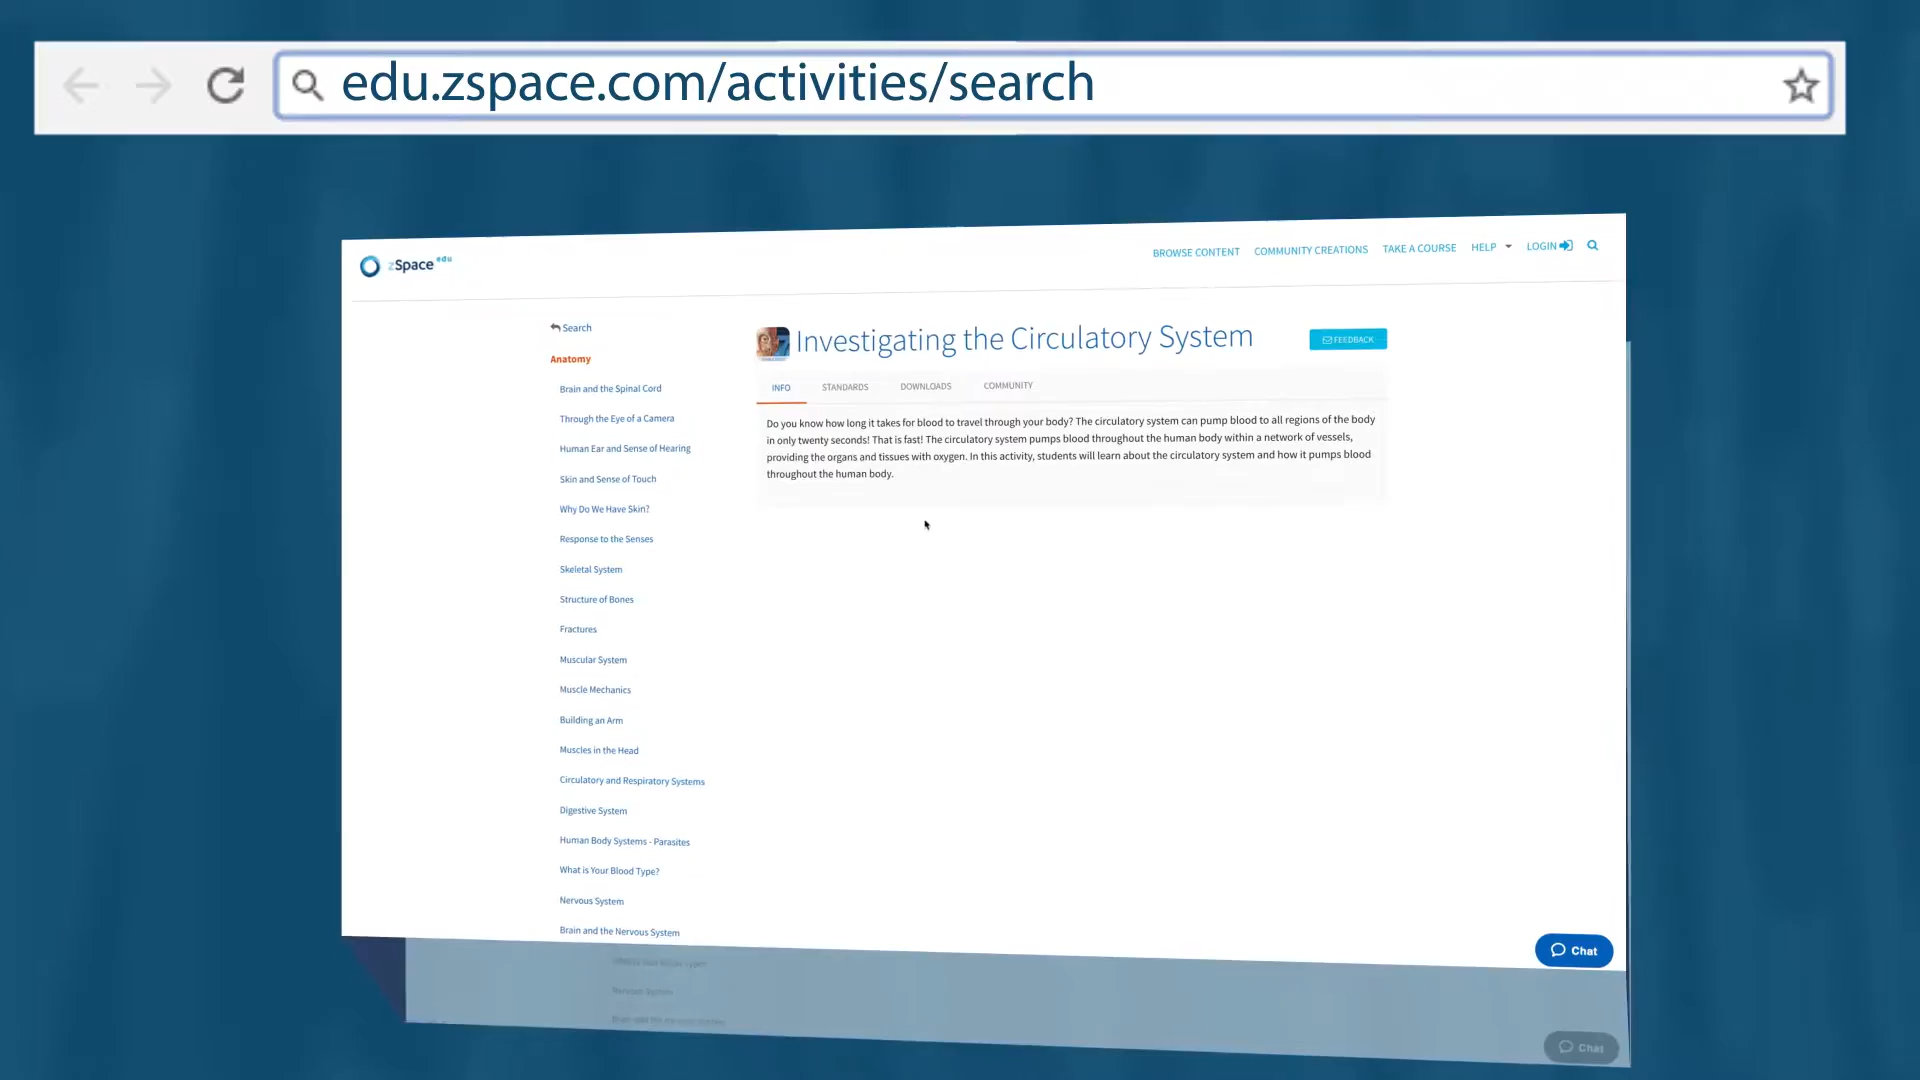 edu.zspace.com/activities/search
zSpace edu
BROWSE CONTENT COMMUNITY CREATIONS TAKE A COURSE HELP LOGIN
Search
Anatomy
Brain and the Spinal Cord
Through the Eye of a Camera
Human Ear and Sense of Hearing
Skin and Sense of Touch
Why Do We Have Skin?
Response to the Senses
Skeletal System
Structure of Bones
Fractures
Muscular System
Muscle Mechanics
Building an Arm
Muscles in the Head
Circulatory and Respiratory Systems
Digestive System
Human Body Systems - Parasites
What is Your Blood Type?
Nervous System
Brain and the Nervous System
Investigating the Circulatory System
FEEDBACK
INFO STANDARDS DOWNLOADS COMMUNITY
Do you know how long it takes for blood to travel through your body? The circulatory system can pump blood to all regions of the body
in only twenty seconds! That is fast! The circulatory system pumps blood throughout the human body within a network of vessels,
providing the organs and tissues with oxygen. In this activity, students will learn about the circulatory system and how it pumps blood
throughout the human body.
Chat
Nervous System
Chat